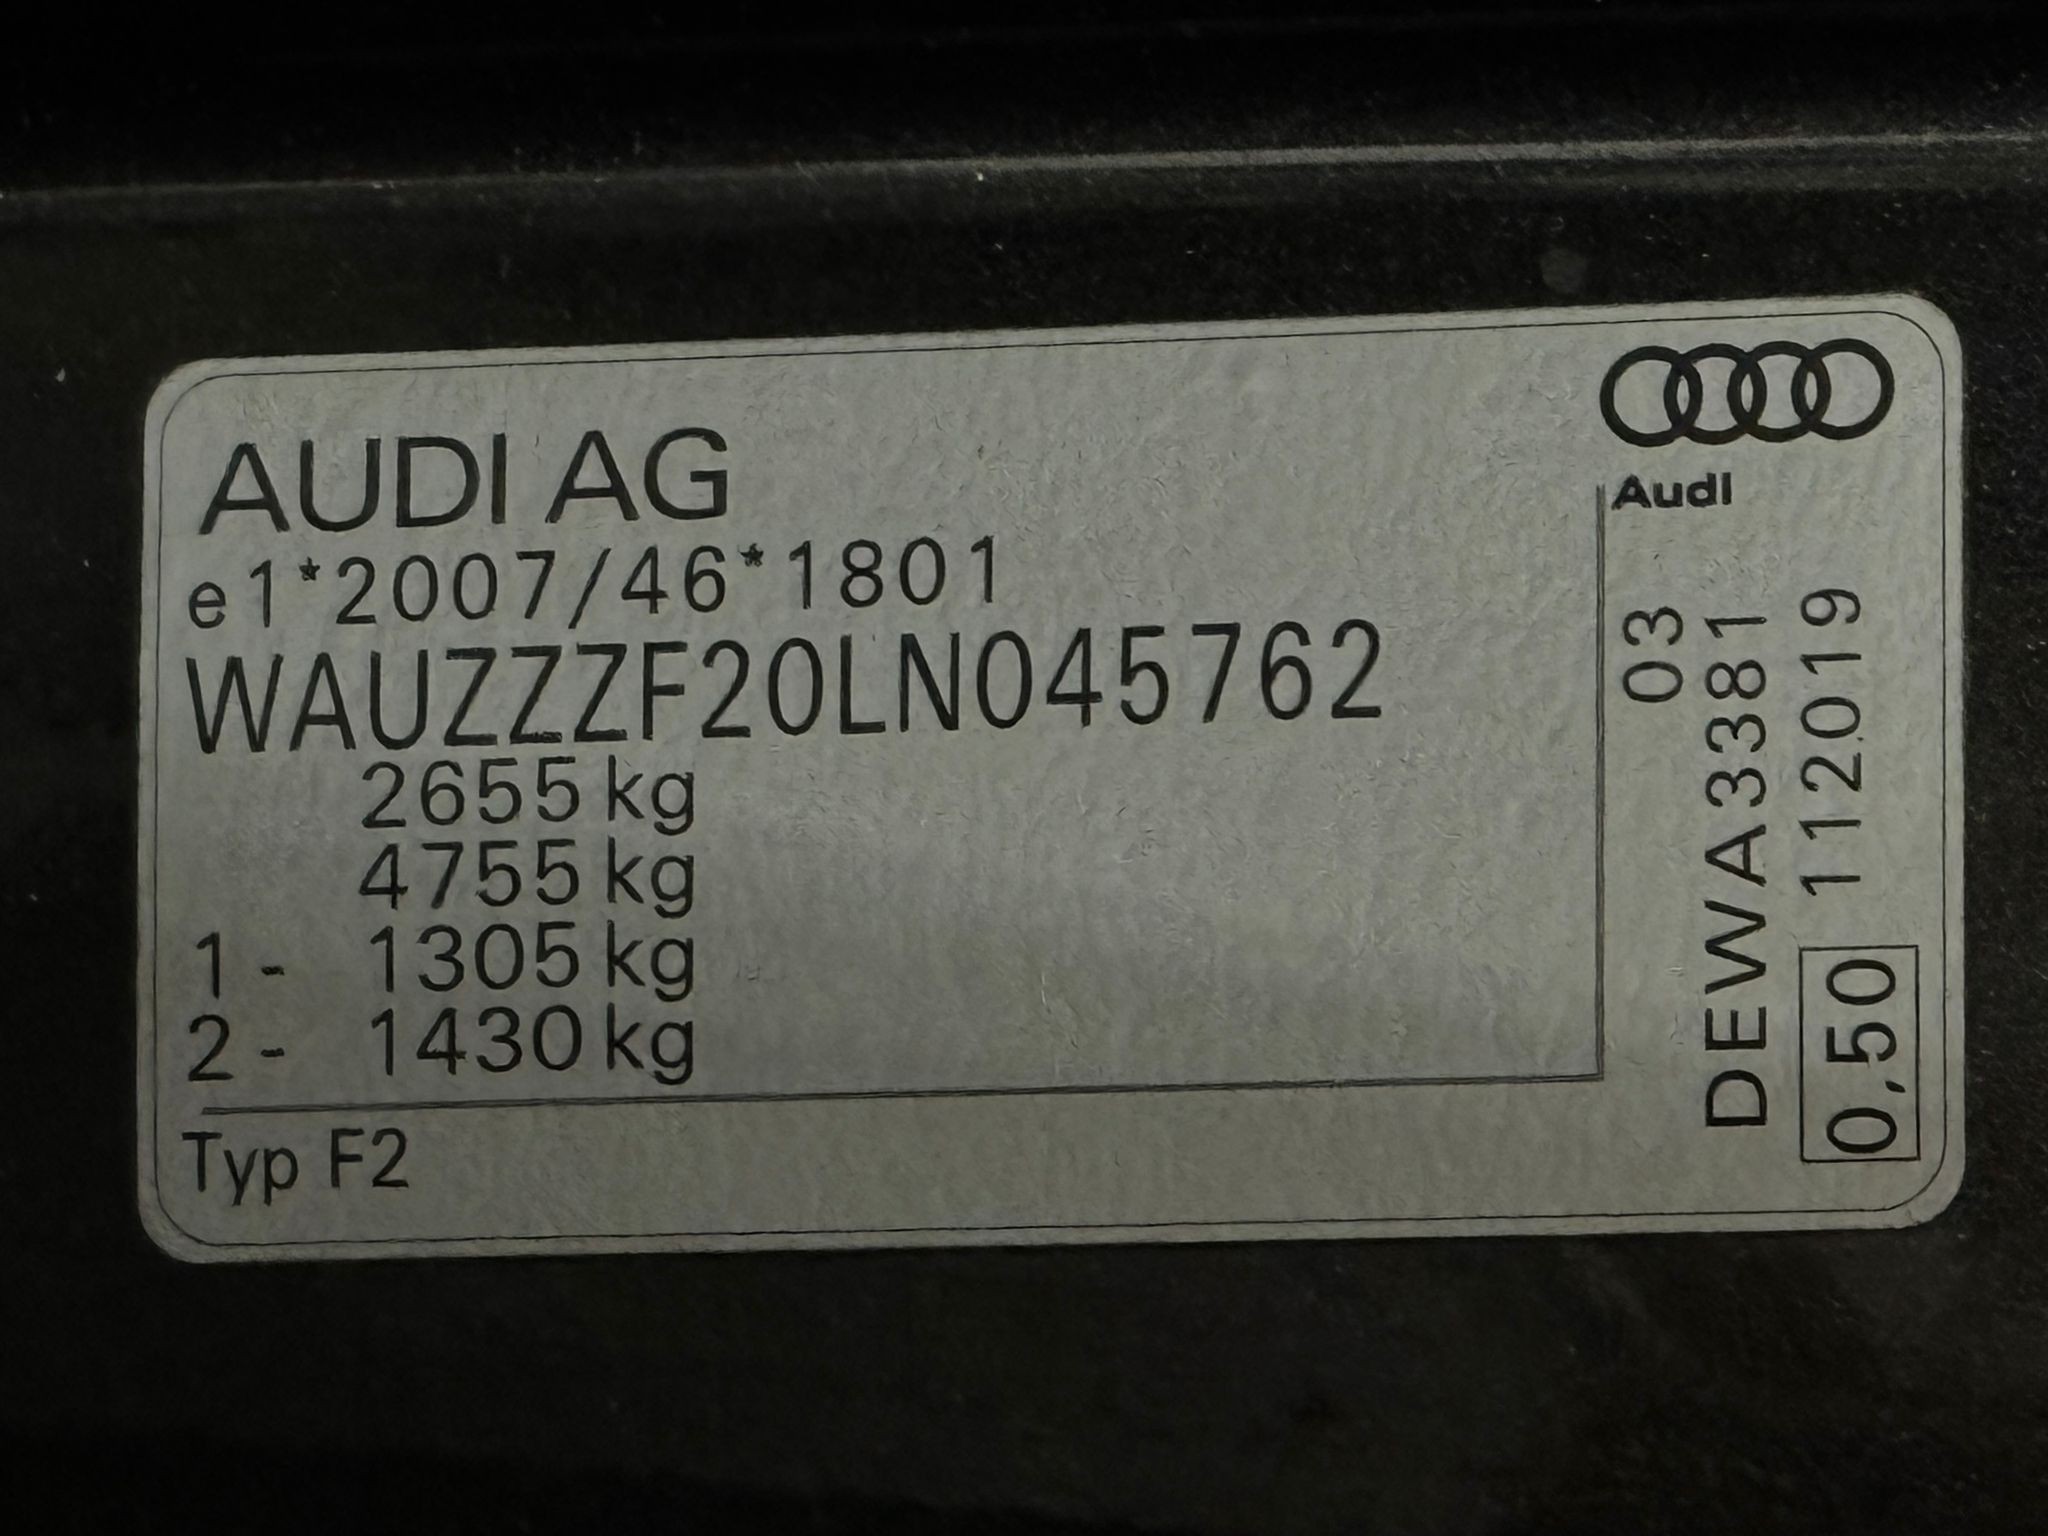 AUDI AG
e1*2007/46*1801
WAUZZZF20LN045762
2655 kg
4755 kg
1 - 1305 kg
2 - 1430 kg
Typ F2
Audi
03
DEWA3381
0,50 112019